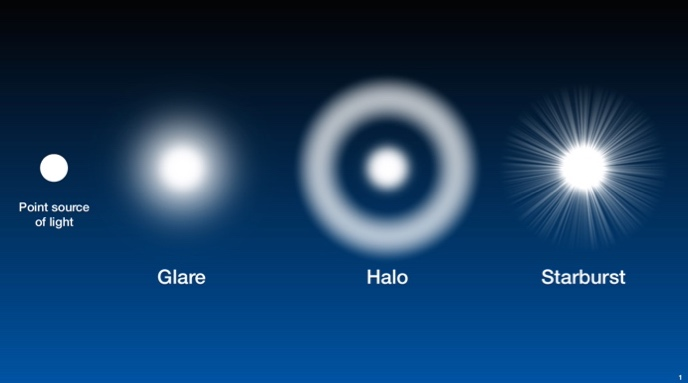 Point source
of light
Glare
Halo
Starburst
1